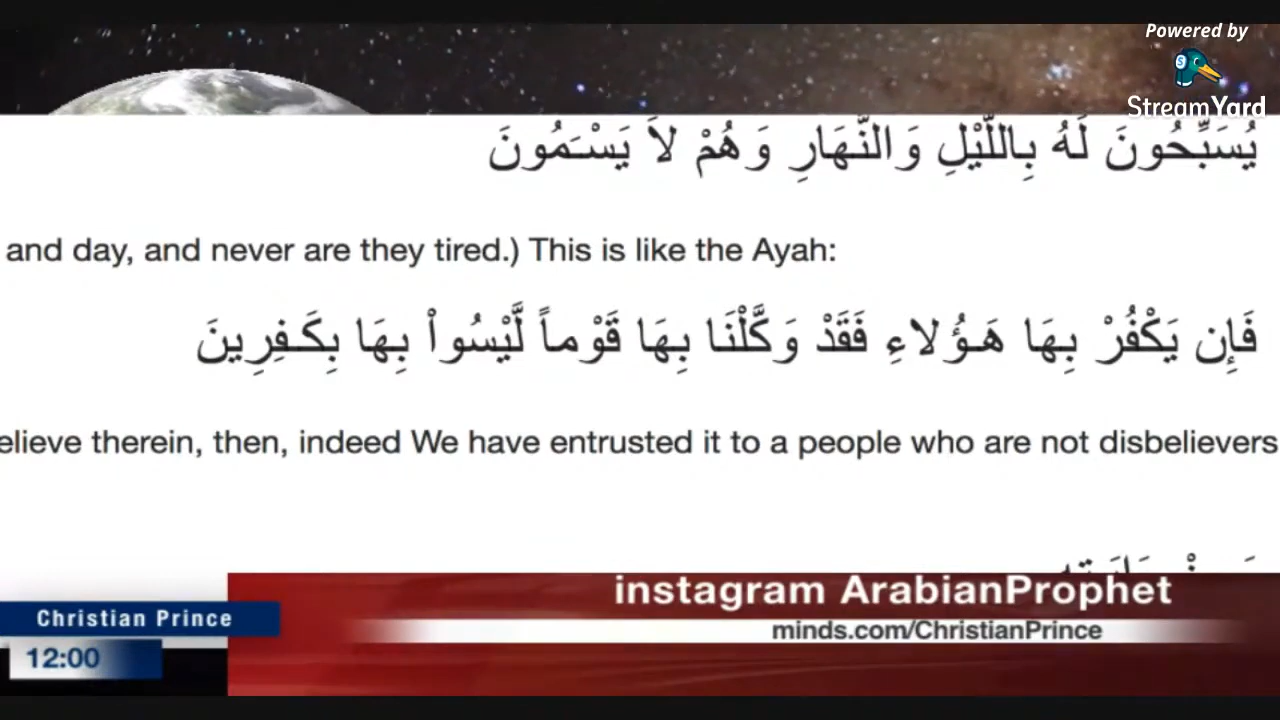 Powered by
StreamYard
يُسَبِّحُونَ لَهُ بِاللَّيْلِ وَالنَّهَارِ وَهُمْ لاَ يَسْـَمُونَ
and day, and never are they tired.) This is like the Ayah:
فَإِن يَكْفُرْ بِهَا هَـؤُلاءِ فَقَدْ وَكَّلْنَا بِهَا قَوْماً لَّيْسُواْ بِهَا بِكَـفِرِينَ
elieve therein, then, indeed We have entrusted it to a people who are not disbelievers
instagram ArabianProphet
minds.com/ChristianPrince
Christian Prince
12:00